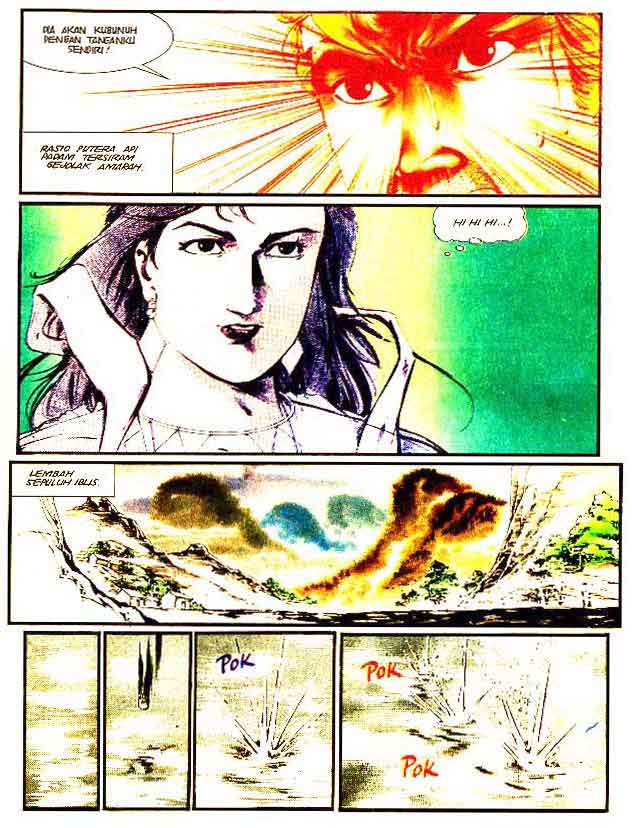 DIA AKAN KUBUNUH
DENGAN TANGANKU
SENDIRI!
RASIO PUTERA API
PADAM TERSIRAM
GEJOLAK AMARAH.
HI HI HI...!
LEMBAH
SEPULUH IBLIS.
POK
POK
POK